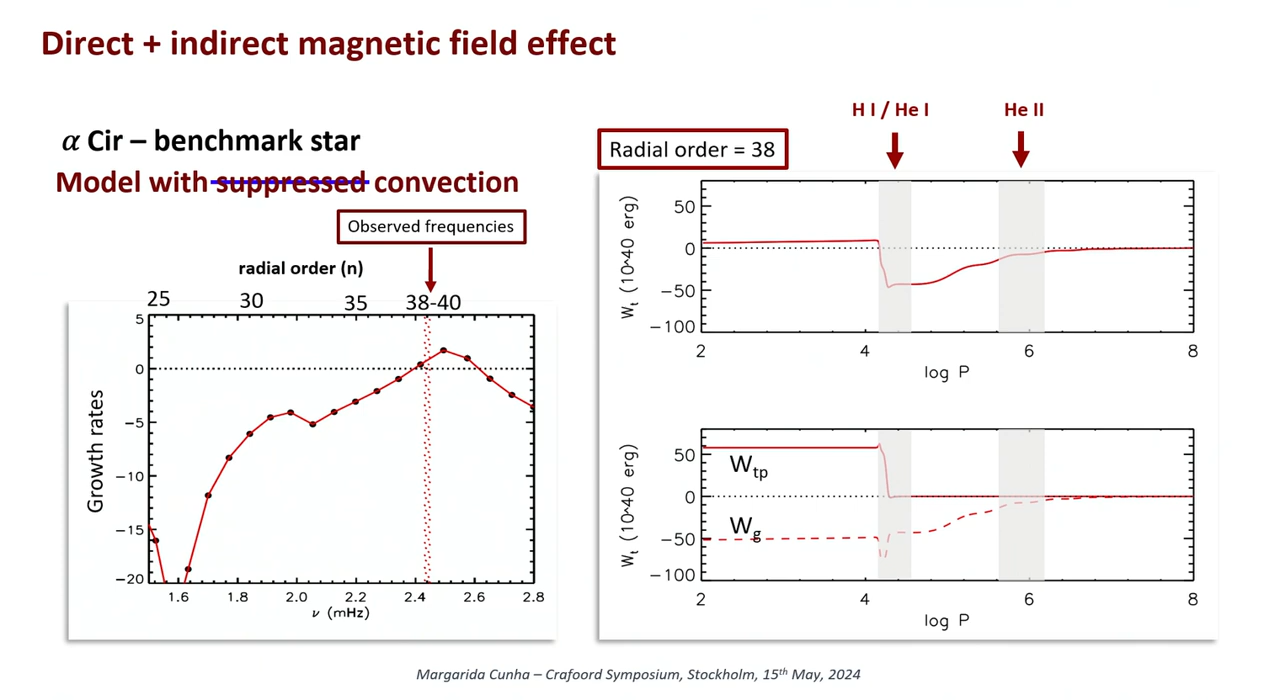 Direct + indirect magnetic field effect
α Cir – benchmark star
Model with suppressed convection
Observed frequencies
radial order (n)
25 30 35 38-40
5
0
−5
−10
−15
−20
Growth rates
1.6 1.8 2.0 2.2 2.4 2.6 2.8
ν (mHz)
H I / He I He II
Radial order = 38
50
0
−50
−100
Wt (10^40 erg)
2 4 6 8
log P
50
0
−50
−100
Wt (10^40 erg)
Wtp
Wg
2 4 6 8
log P
Margarida Cunha – Crafoord Symposium, Stockholm, 15th May, 2024